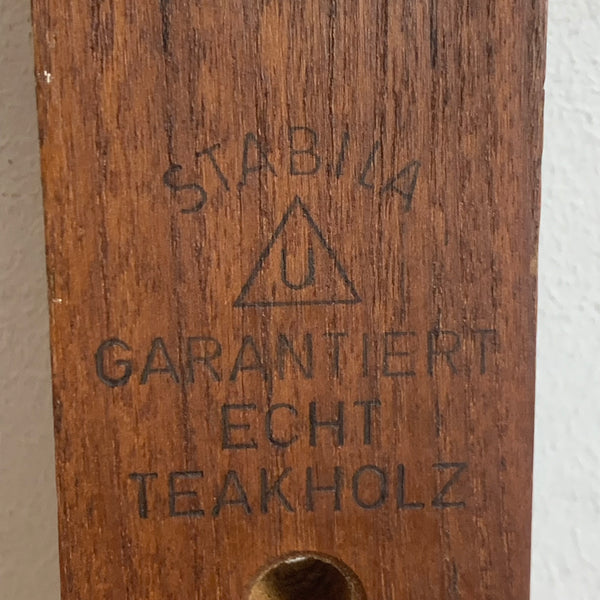 STABILA
U
GARANTIERT
ECHT
TEAKHOLZ